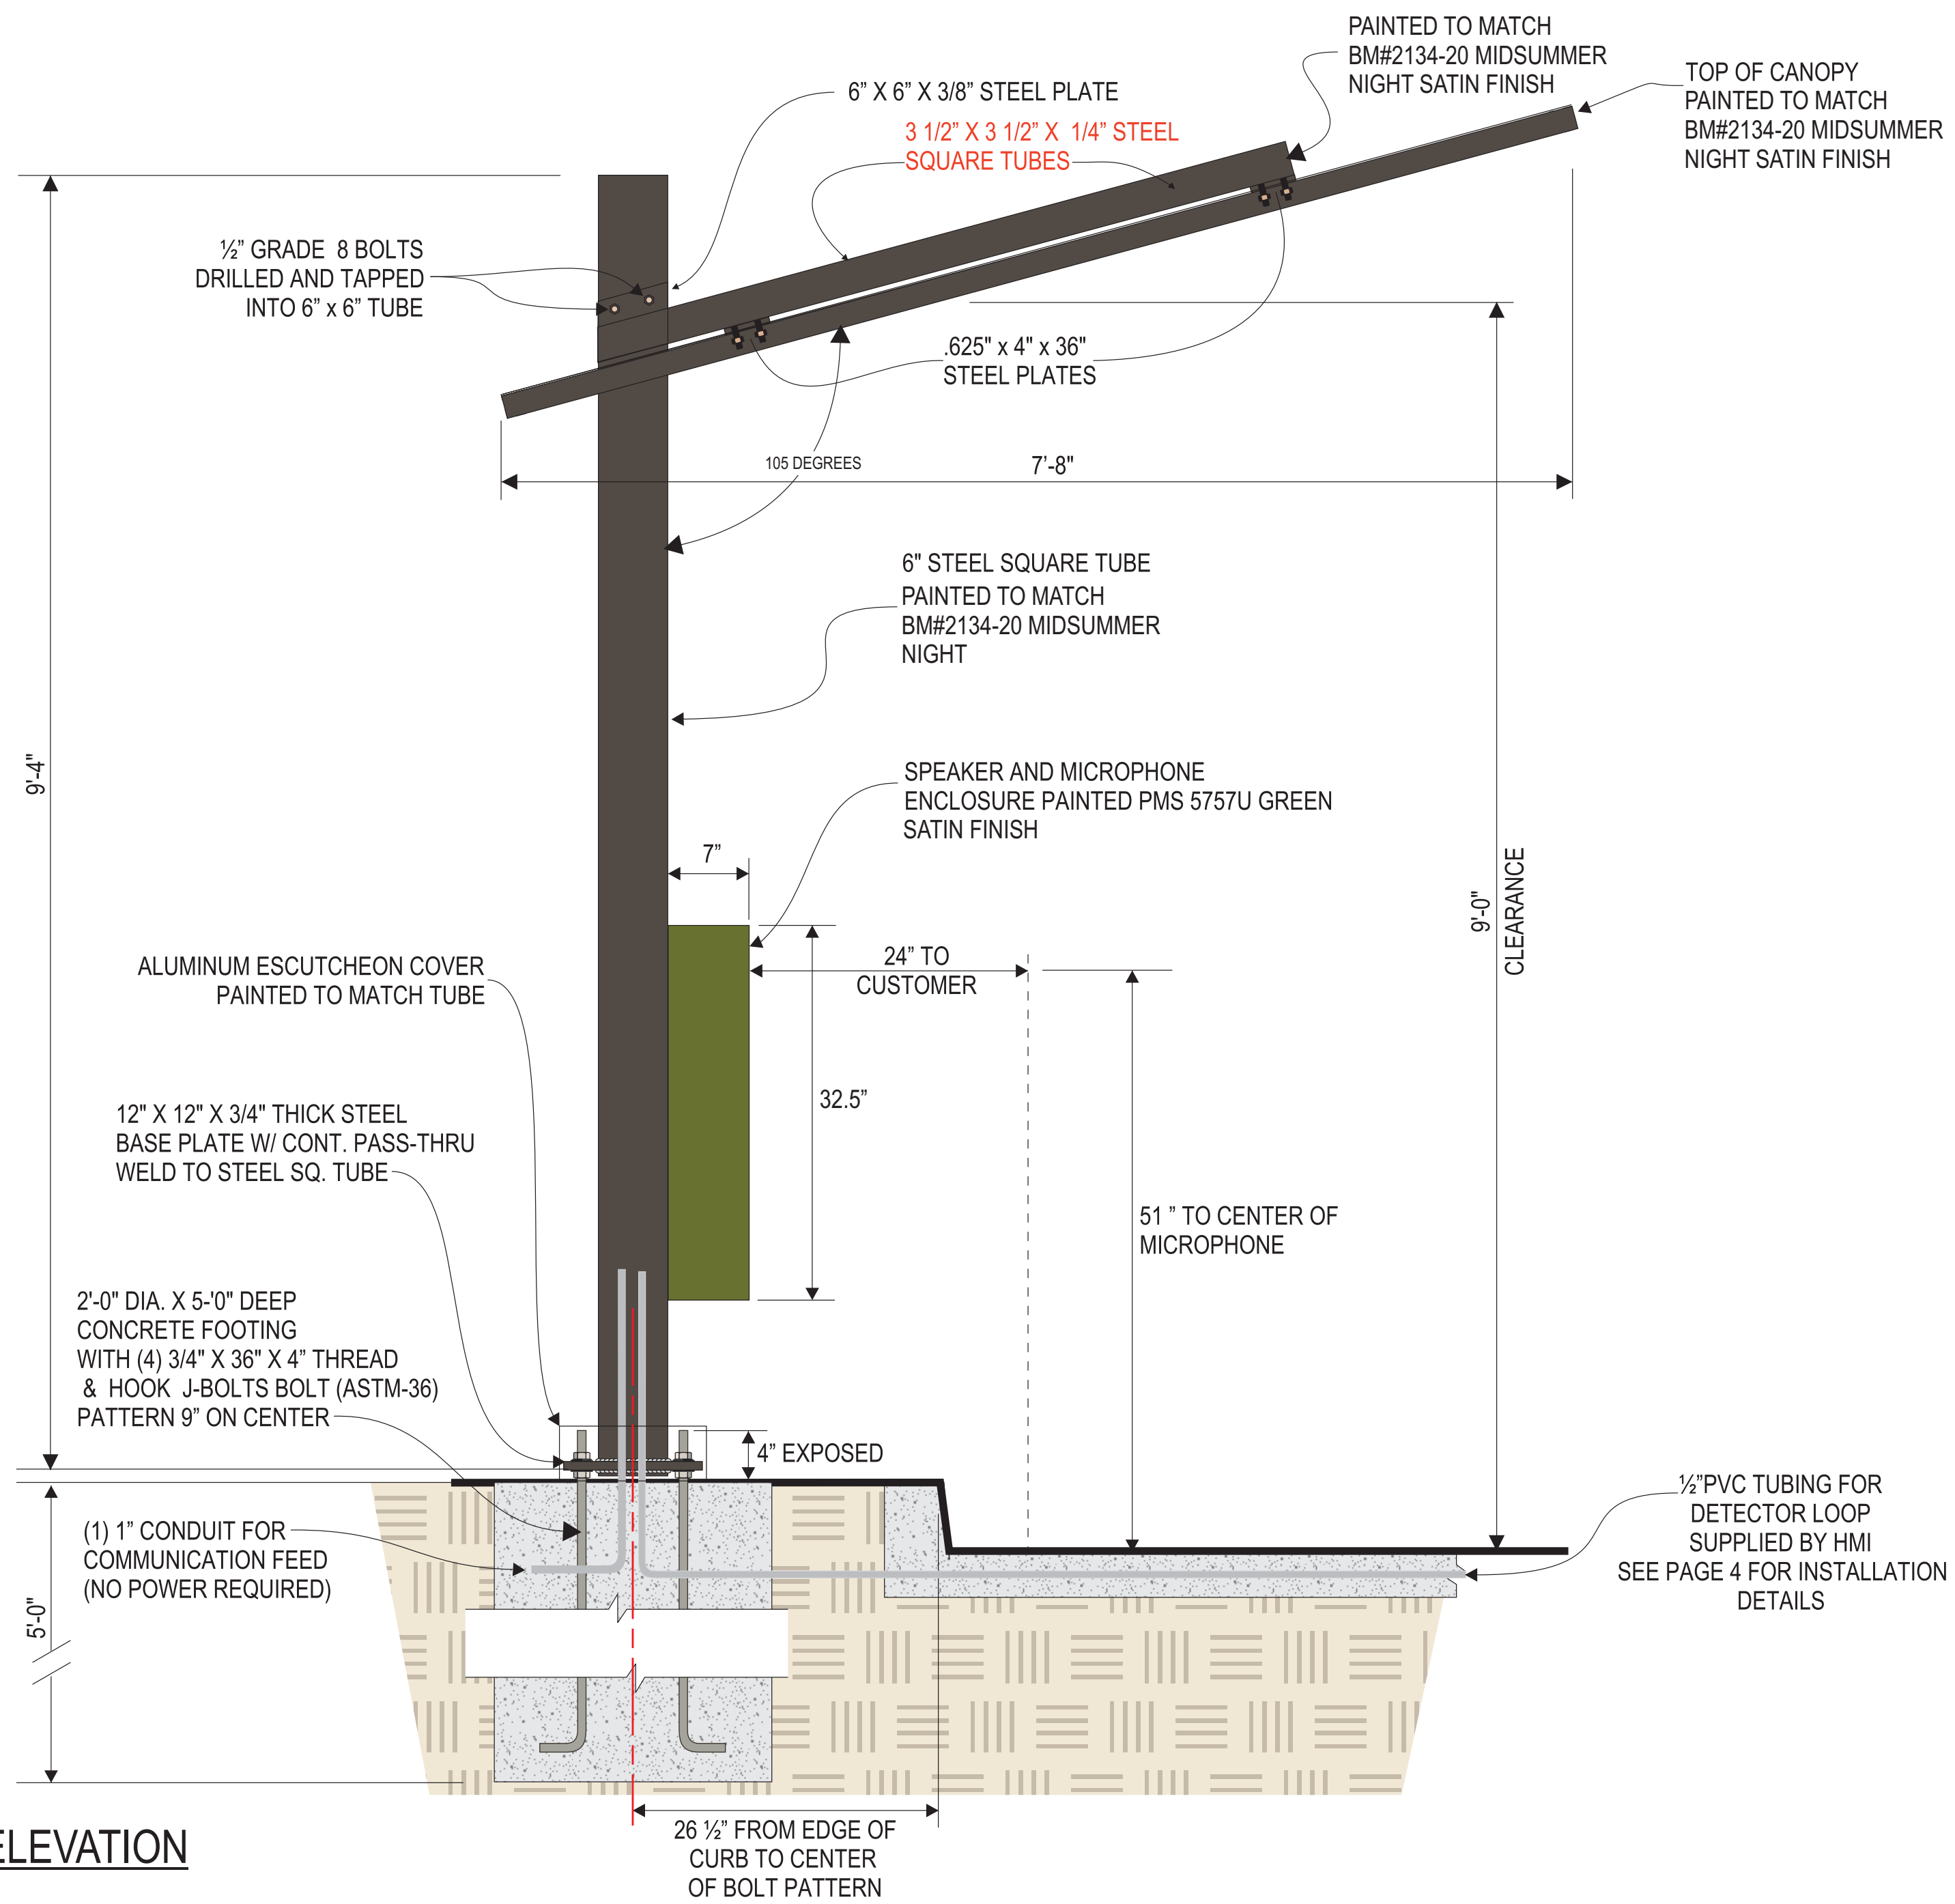 PAINTED TO MATCH
BM#2134-20 MIDSUMMER
NIGHT SATIN FINISH
TOP OF CANOPY
PAINTED TO MATCH
BM#2134-20 MIDSUMMER
NIGHT SATIN FINISH
6” X 6” X 3/8” STEEL PLATE
3 1/2” X 3 1/2” X 1/4” STEEL
SQUARE TUBES
½” GRADE 8 BOLTS
DRILLED AND TAPPED
INTO 6” x 6” TUBE
.625" x 4" x 36"
STEEL PLATES
105 DEGREES
7’-8"
6" STEEL SQUARE TUBE
PAINTED TO MATCH
BM#2134-20 MIDSUMMER
NIGHT
9'-4"
SPEAKER AND MICROPHONE
ENCLOSURE PAINTED PMS 5757U GREEN
SATIN FINISH
7”
9'-0"
CLEARANCE
24” TO
CUSTOMER
ALUMINUM ESCUTCHEON COVER
PAINTED TO MATCH TUBE
32.5”
12" X 12" X 3/4" THICK STEEL
BASE PLATE W/ CONT. PASS-THRU
WELD TO STEEL SQ. TUBE
51 ” TO CENTER OF
MICROPHONE
2'-0" DIA. X 5-'0" DEEP
CONCRETE FOOTING
WITH (4) 3/4" X 36" X 4” THREAD
& HOOK J-BOLTS BOLT (ASTM-36)
PATTERN 9” ON CENTER
4” EXPOSED
(1) 1” CONDUIT FOR
COMMUNICATION FEED
(NO POWER REQUIRED)
½”PVC TUBING FOR
DETECTOR LOOP
SUPPLIED BY HMI
SEE PAGE 4 FOR INSTALLATION
DETAILS
5'-0"
26 ½” FROM EDGE OF
CURB TO CENTER
OF BOLT PATTERN
ELEVATION